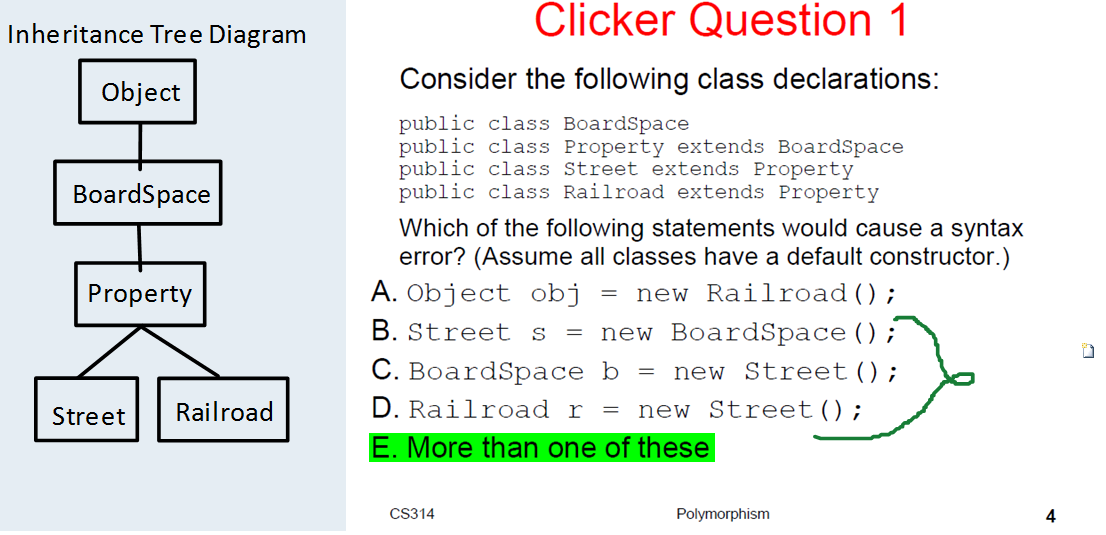 Inheritance Tree Diagram
Object
BoardSpace
Property
Street
Railroad
Clicker Question 1
Consider the following class declarations:
public class BoardSpace
public class Property extends BoardSpace
public class Street extends Property
public class Railroad extends Property
Which of the following statements would cause a syntax
error? (Assume all classes have a default constructor.)
A. Object obj = new Railroad();
B. Street s = new BoardSpace();
C. BoardSpace b = new Street();
D. Railroad r = new Street();
E. More than one of these
CS314
Polymorphism
4